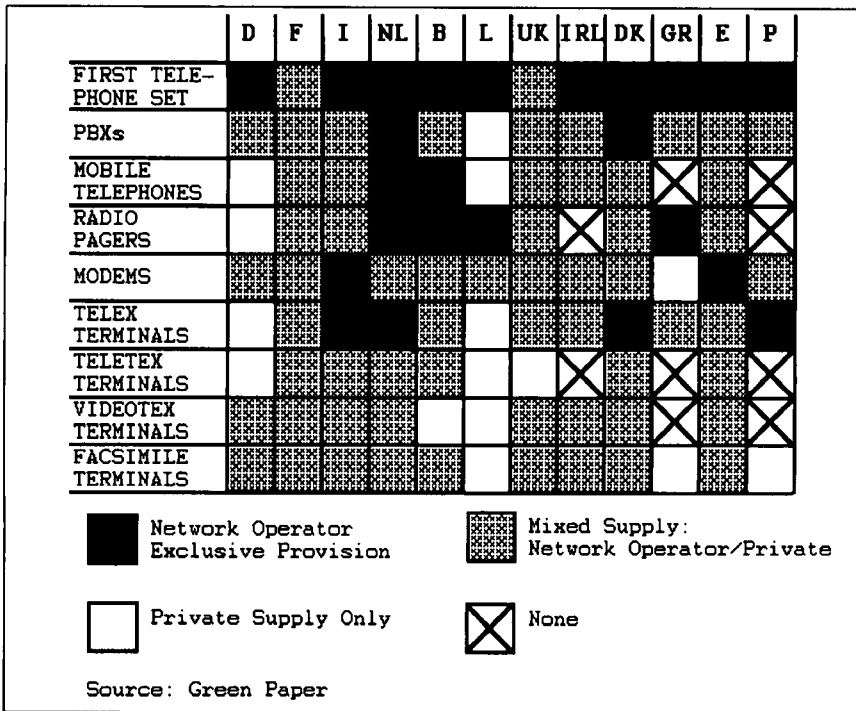 D F I NL B L UK IRL DK GR E P
FIRST TELE-
PHONE SET
PBXs
MOBILE
TELEPHONES
RADIO
PAGERS
MODEMS
TELEX
TERMINALS
TELETEX
TERMINALS
VIDEOTEX
TERMINALS
FACSIMILE
TERMINALS
Network Operator
Exclusive Provision
Mixed Supply:
Network Operator/Private
Private Supply Only
None
Source: Green Paper